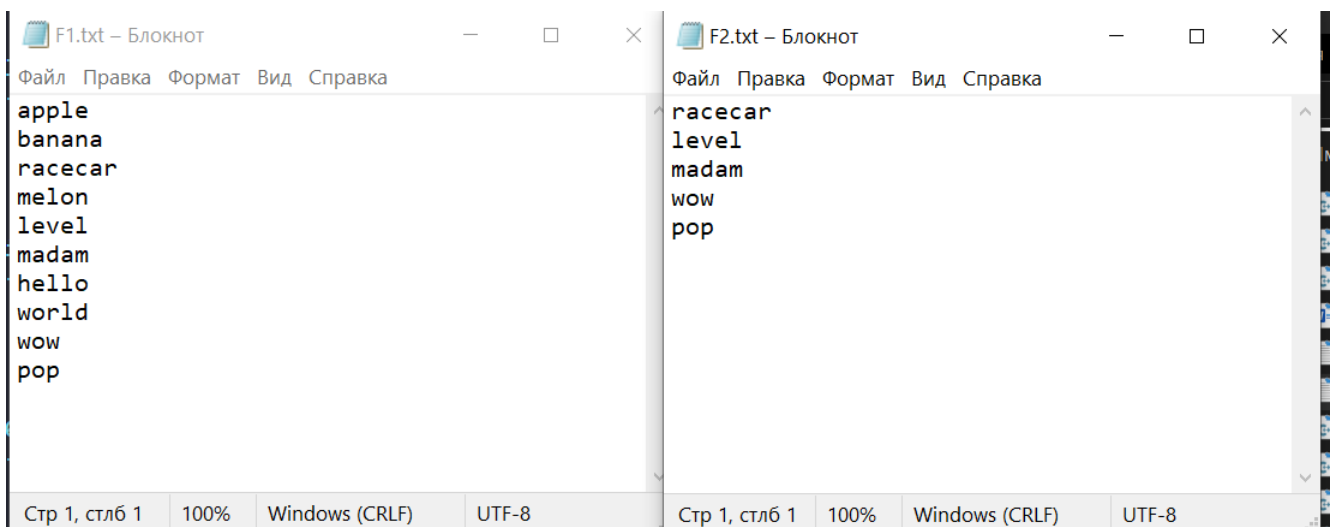 F1.txt – Блокнот
Файл Правка Формат Вид Справка
apple
banana
racecar
melon
level
madam
hello
world
wow
pop
Стр 1, стлб 1 100% Windows (CRLF) UTF-8
F2.txt – Блокнот
Файл Правка Формат Вид Справка
racecar
level
madam
wow
pop
Стр 1, стлб 1 100% Windows (CRLF) UTF-8